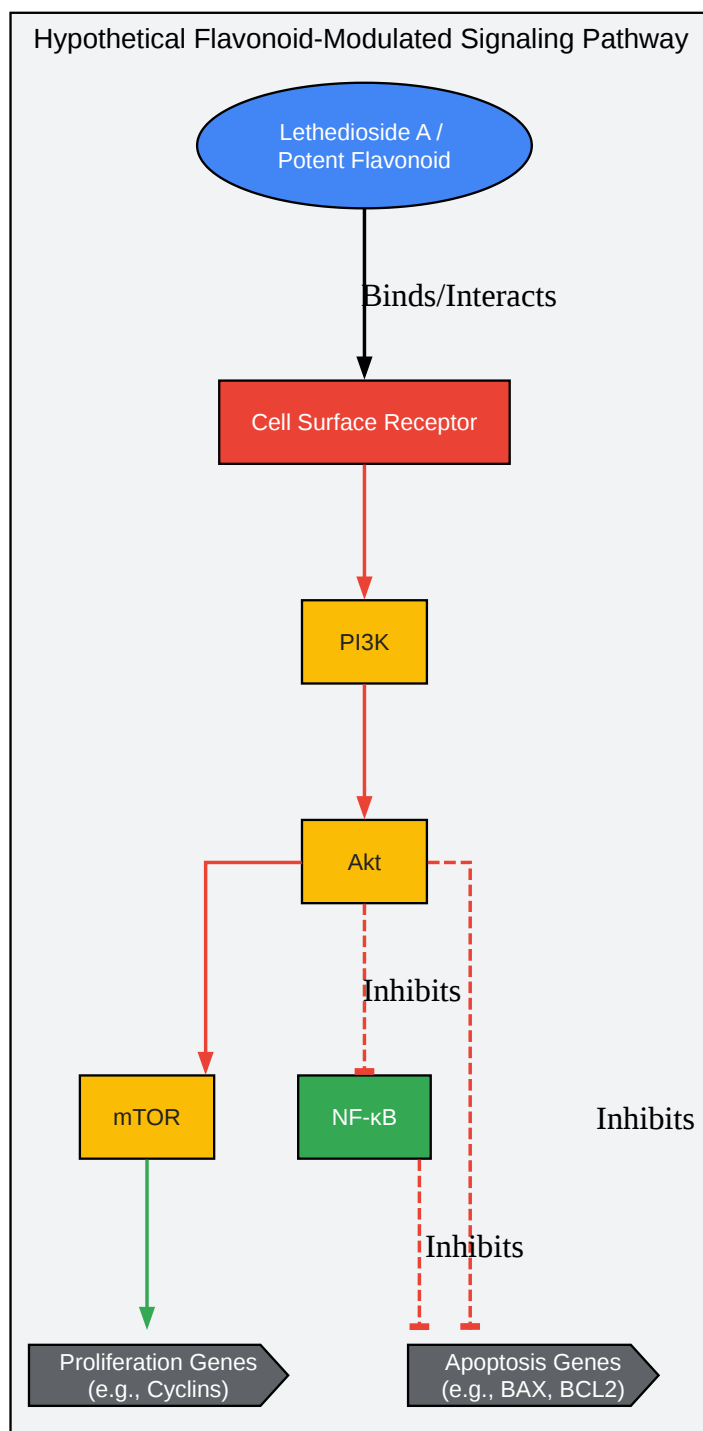 Hypothetical Flavonoid-Modulated Signaling Pathway
Lethedioside A /
Potent Flavonoid
Binds/Interacts
Cell Surface Receptor
PI3K
Akt
Inhibits
mTOR
NF-κB
Inhibits
Inhibits
Proliferation Genes
(e.g., Cyclins)
Apoptosis Genes
(e.g., BAX, BCL2)